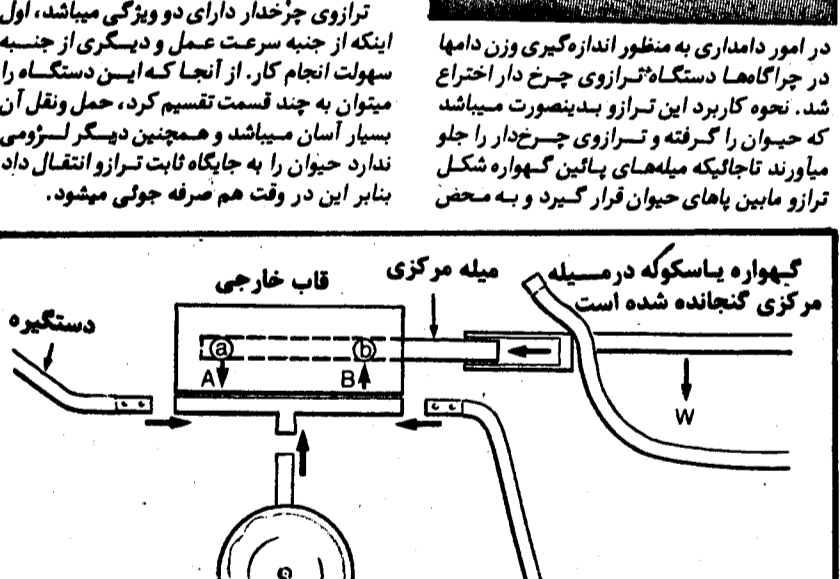 در امور دامداری به منظور اندازه‌گیری وزن دامها
در چراگاهها دستگاه ترازوی چرخ دار اختراع
شد. نحوه کاربرد این ترازو بدینصورت میباشد
که حیوان را گرفته و ترازوی چرخ‌دار را جلو
میآورند تاجائیکه میله‌های پائین گهواره شکل
ترازو مابین پاهای حیوان قرار گیرد و به محض
ترازوی چرخدار دارای دو ویژگی میباشد، اول
اینکه از جنبه سرعت عمل و دیگری از جنبه
سهولت انجام کار. از آنجا که این دستگاه را
میتوان به چند قسمت تقسیم کرد، حمل ونقل آن
بسیار آسان میباشد و همچنین دیگر لزومی
ندارد حیوان را به جایگاه ثابت ترازو انتقال داد
بنابر این در وقت هم صرفه جوئی میشود.
گهواره یاسکوکه درمیله
مرکزی گنجانده شده است
میله مرکزی
قاب خارجی
دستگیره
a
b
A
B
W